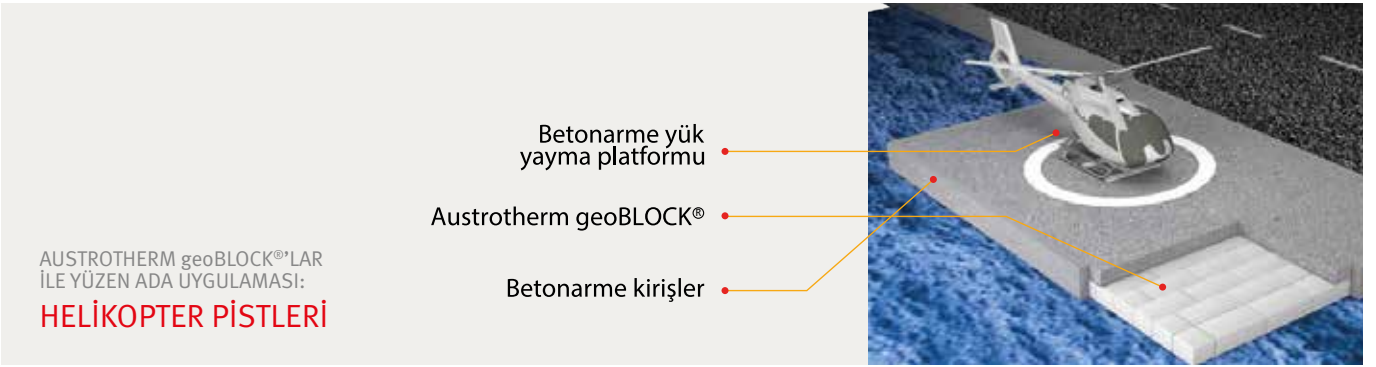 Betonarme yük
yayma platformu
Austrotherm geoBLOCK®
Betonarme kirişler
AUSTROTHERM geoBLOCK®’LAR
İLE YÜZEN ADA UYGULAMASI:
HELİKOPTER PİSTLERİ